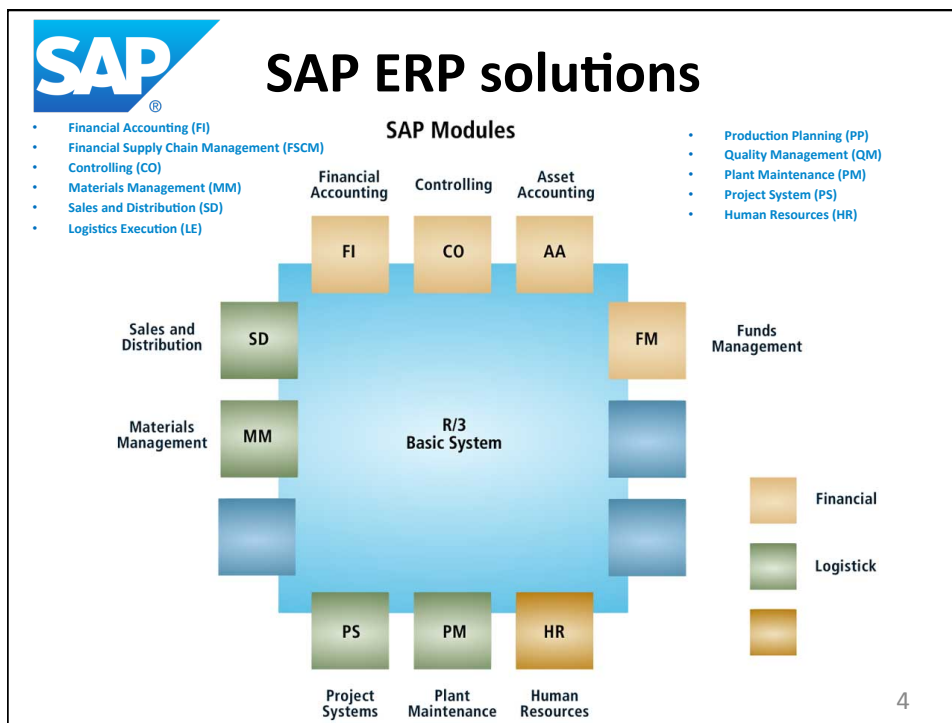 SAP
®
SAP ERP solutions
• Financial Accounting (FI)
• Financial Supply Chain Management (FSCM)
• Controlling (CO)
• Materials Management (MM)
• Sales and Distribution (SD)
• Logistics Execution (LE)
SAP Modules
• Production Planning (PP)
• Quality Management (QM)
• Plant Maintenance (PM)
• Project System (PS)
• Human Resources (HR)
Financial
Accounting
Controlling
Asset
Accounting
FI
CO
AA
Sales and
Distribution
SD
FM
Funds
Management
Materials
Management
MM
R/3
Basic System
Financial
Logistick
PS
PM
HR
Project
Systems
Plant
Maintenance
Human
Resources
4